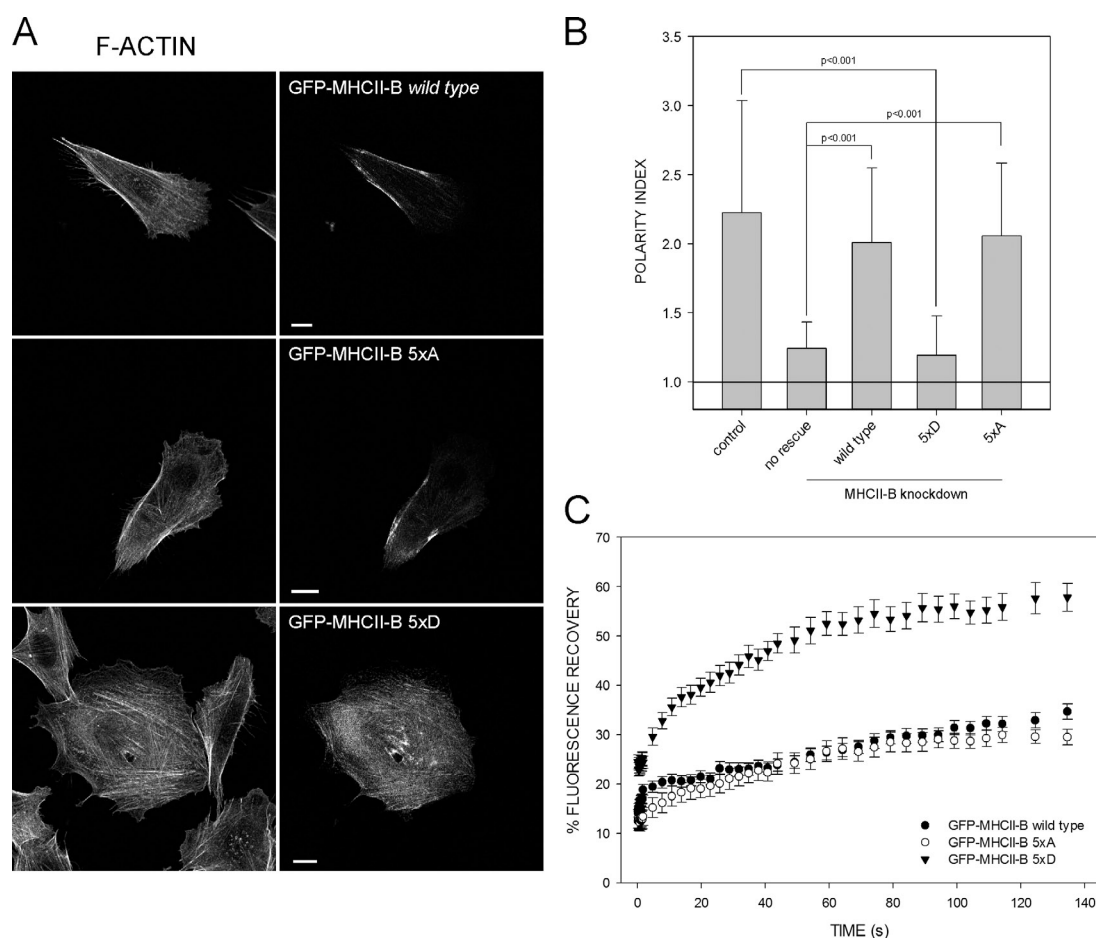 A
F-ACTIN
GFP-MHCII-B wild type
GFP-MHCII-B 5xA
GFP-MHCII-B 5xD
B
POLARITY INDEX
3.5
3.0
2.5
2.0
1.5
1.0
p<0.001
p<0.001
p<0.001
control
no rescue
wild type
5xD
5xA
MHCII-B knockdown
C
% FLUORESCENCE RECOVERY
70
60
50
40
30
20
10
0
GFP-MHCII-B wild type
GFP-MHCII-B 5xA
GFP-MHCII-B 5xD
0 20 40 60 80 100 120 140
TIME (s)